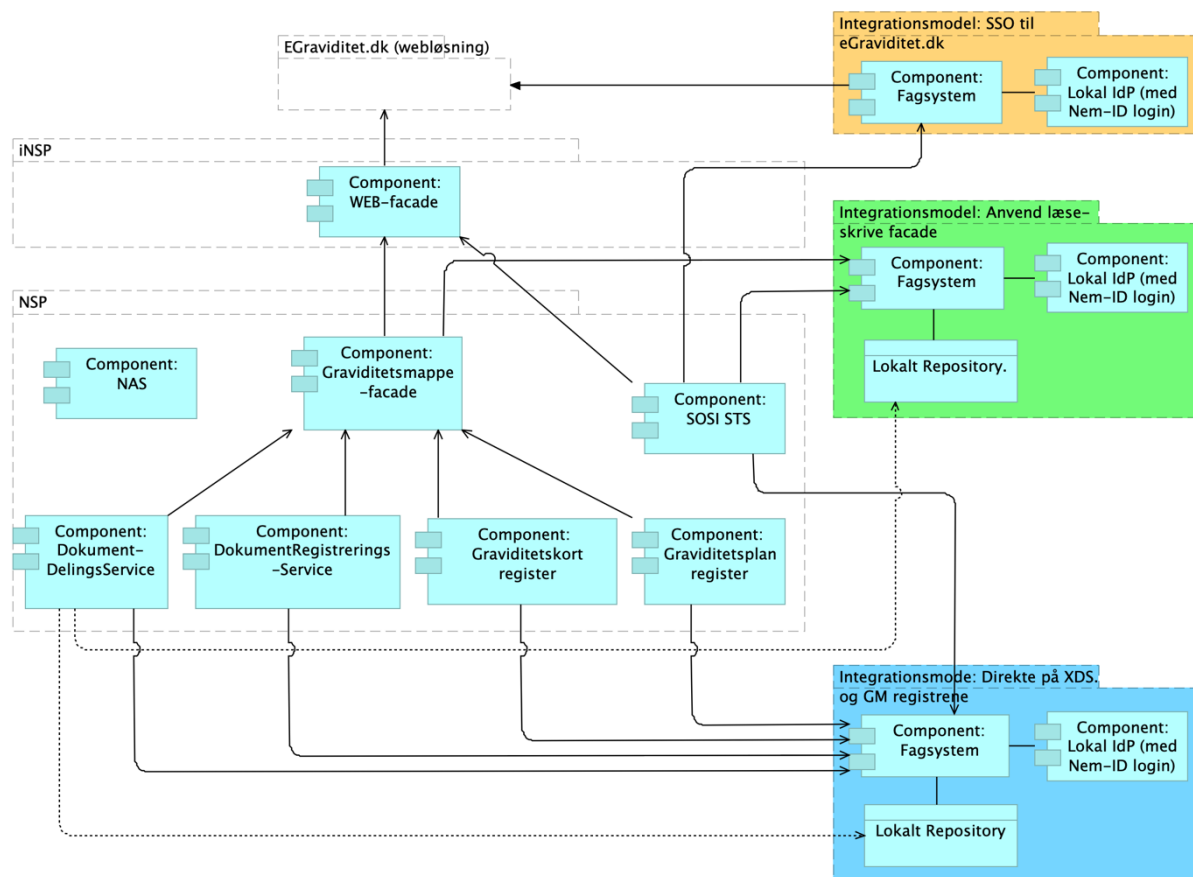 Integrationsmodel: SSO til
eGraviditet.dk
Component:
Fagsystem
Component:
Lokal IdP (med
Nem-ID login)
EGraviditet.dk (webløsning)
iNSP
Component:
WEB-facade
Integrationsmodel: Anvend læse-
skrive facade
Component:
Fagsystem
Component:
Lokal IdP (med
Nem-ID login)
Lokalt Repository.
NSP
Component:
NAS
Component:
Graviditetsmappe
-facade
Component:
SOSI STS
Component:
Dokument-
DelingsService
Component:
DokumentRegistrerings
-Service
Component:
Graviditetskort
register
Component:
Graviditetsplan
register
Integrationsmode: Direkte på XDS.
og GM registrene
Component:
Fagsystem
Component:
Lokal IdP (med
Nem-ID login)
Lokalt Repository